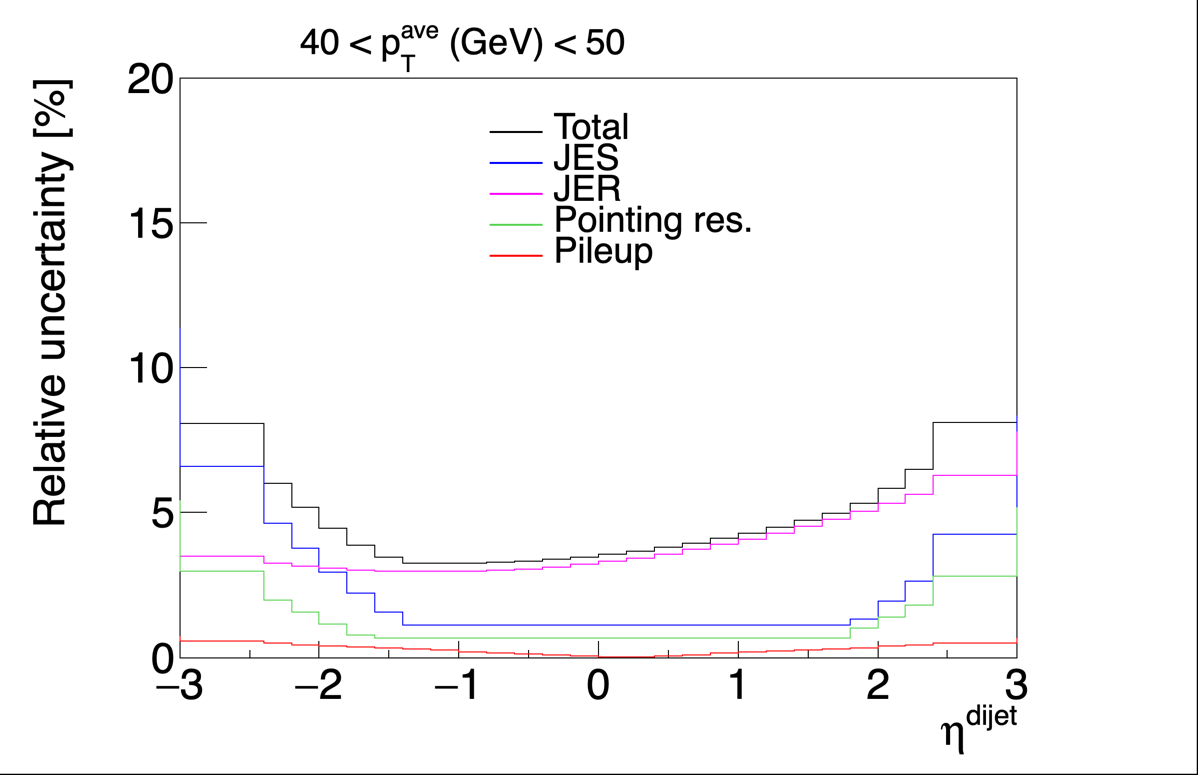 40 < p_T^ave (GeV) < 50
Relative uncertainty [%]
20
15
10
5
0
Total
JES
JER
Pointing res.
Pileup
−3 −2 −1 0 1 2 3
η^dijet